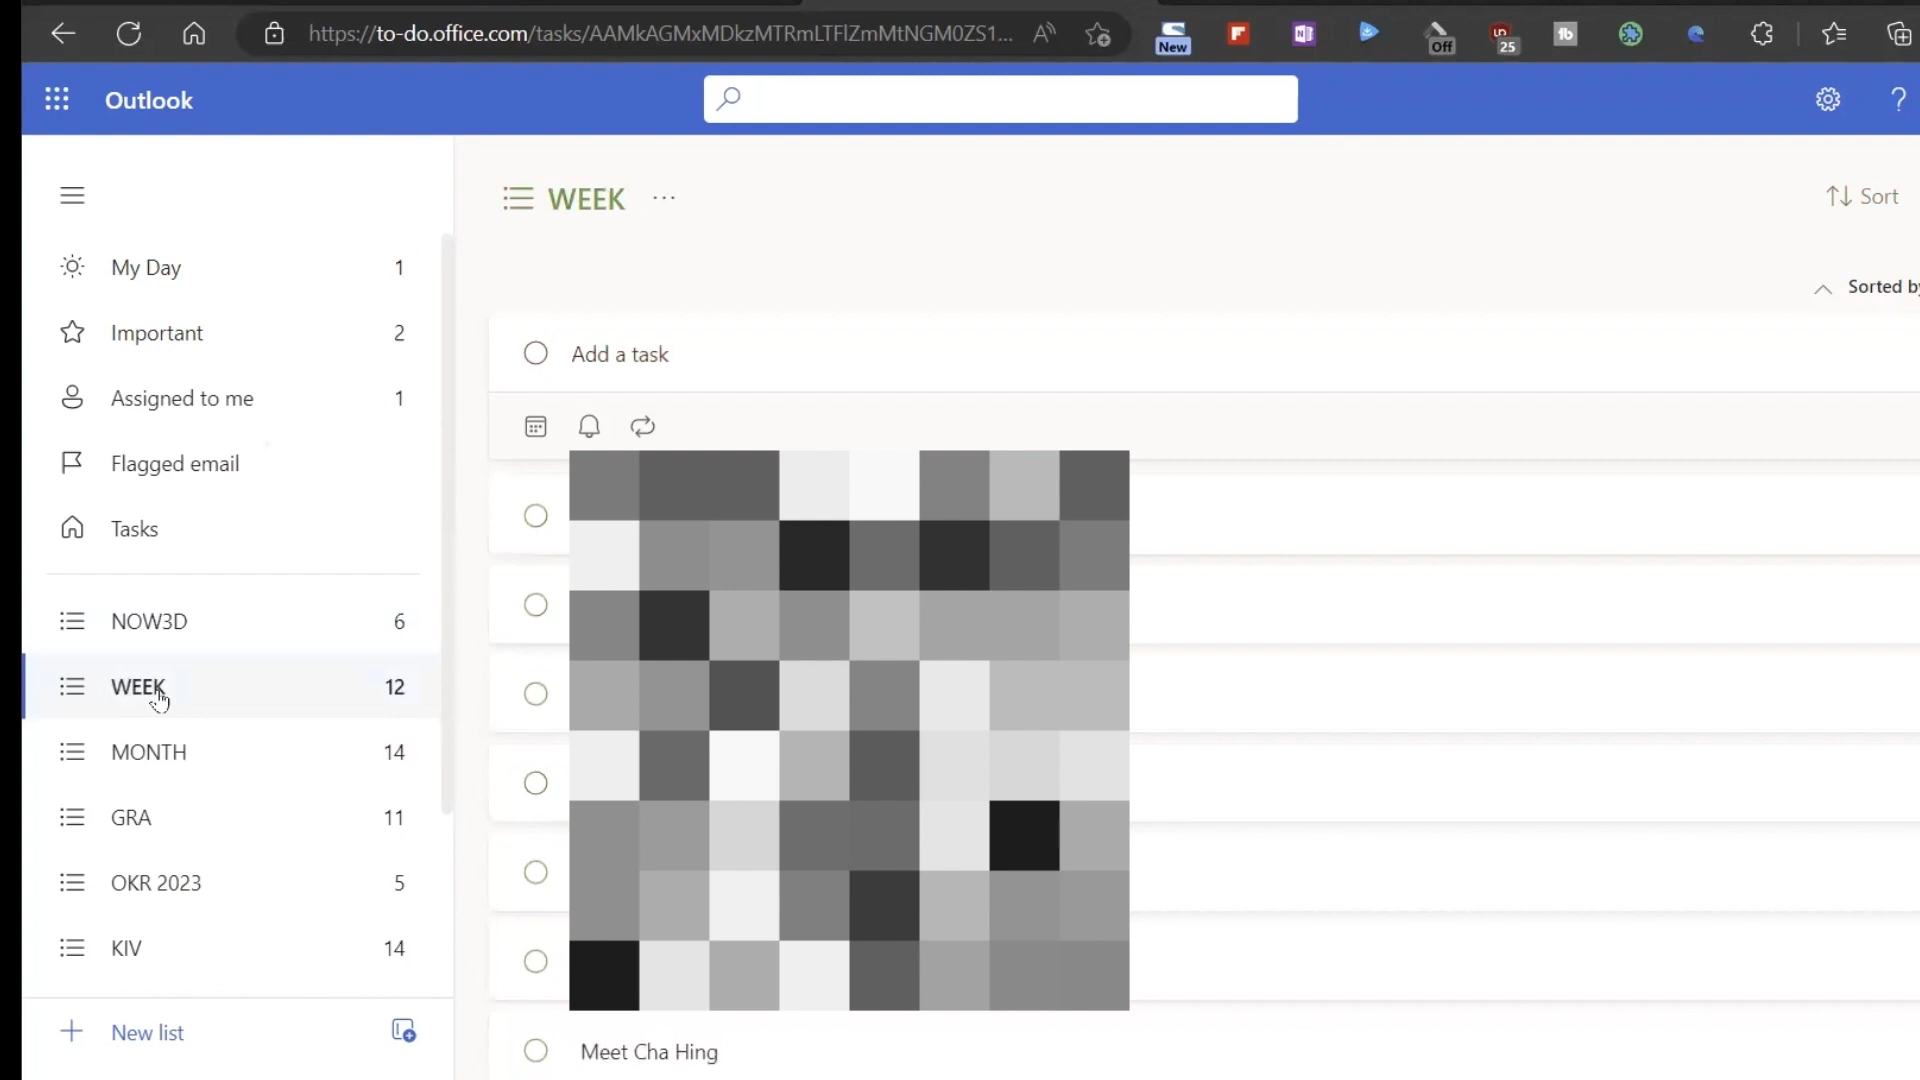 https://to-do.office.com/tasks/AAMkAGMxMDkzMTRmLTFlZmMtNGM0ZS1...
New
Off
25
Outlook
?
WEEK ...
Sort
Sorted by
My Day 1
Important 2
Assigned to me 1
Flagged email
Tasks
NOW3D 6
WEEK 12
MONTH 14
GRA 11
OKR 2023 5
KIV 14
New list
Add a task
Meet Cha Hing